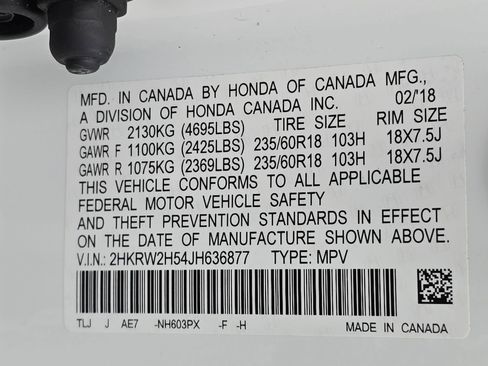 MFD. IN CANADA BY HONDA OF CANADA MFG.,
A DIVISION OF HONDA CANADA INC. 02/'18
GVWR 2130KG (4695LBS) TIRE SIZE RIM SIZE
GAWR F 1100KG (2425LBS) 235/60R18 103H 18X7.5J
GAWR R 1075KG (2369LBS) 235/60R18 103H 18X7.5J
THIS VEHICLE CONFORMS TO ALL APPLICABLE
FEDERAL MOTOR VEHICLE SAFETY
AND THEFT PREVENTION STANDARDS IN EFFECT
ON THE DATE OF MANUFACTURE SHOWN ABOVE.
V.I.N.: 2HKRW2H54JH636877 TYPE: MPV
TLJ J AE7 -NH603PX -F -H MADE IN CANADA